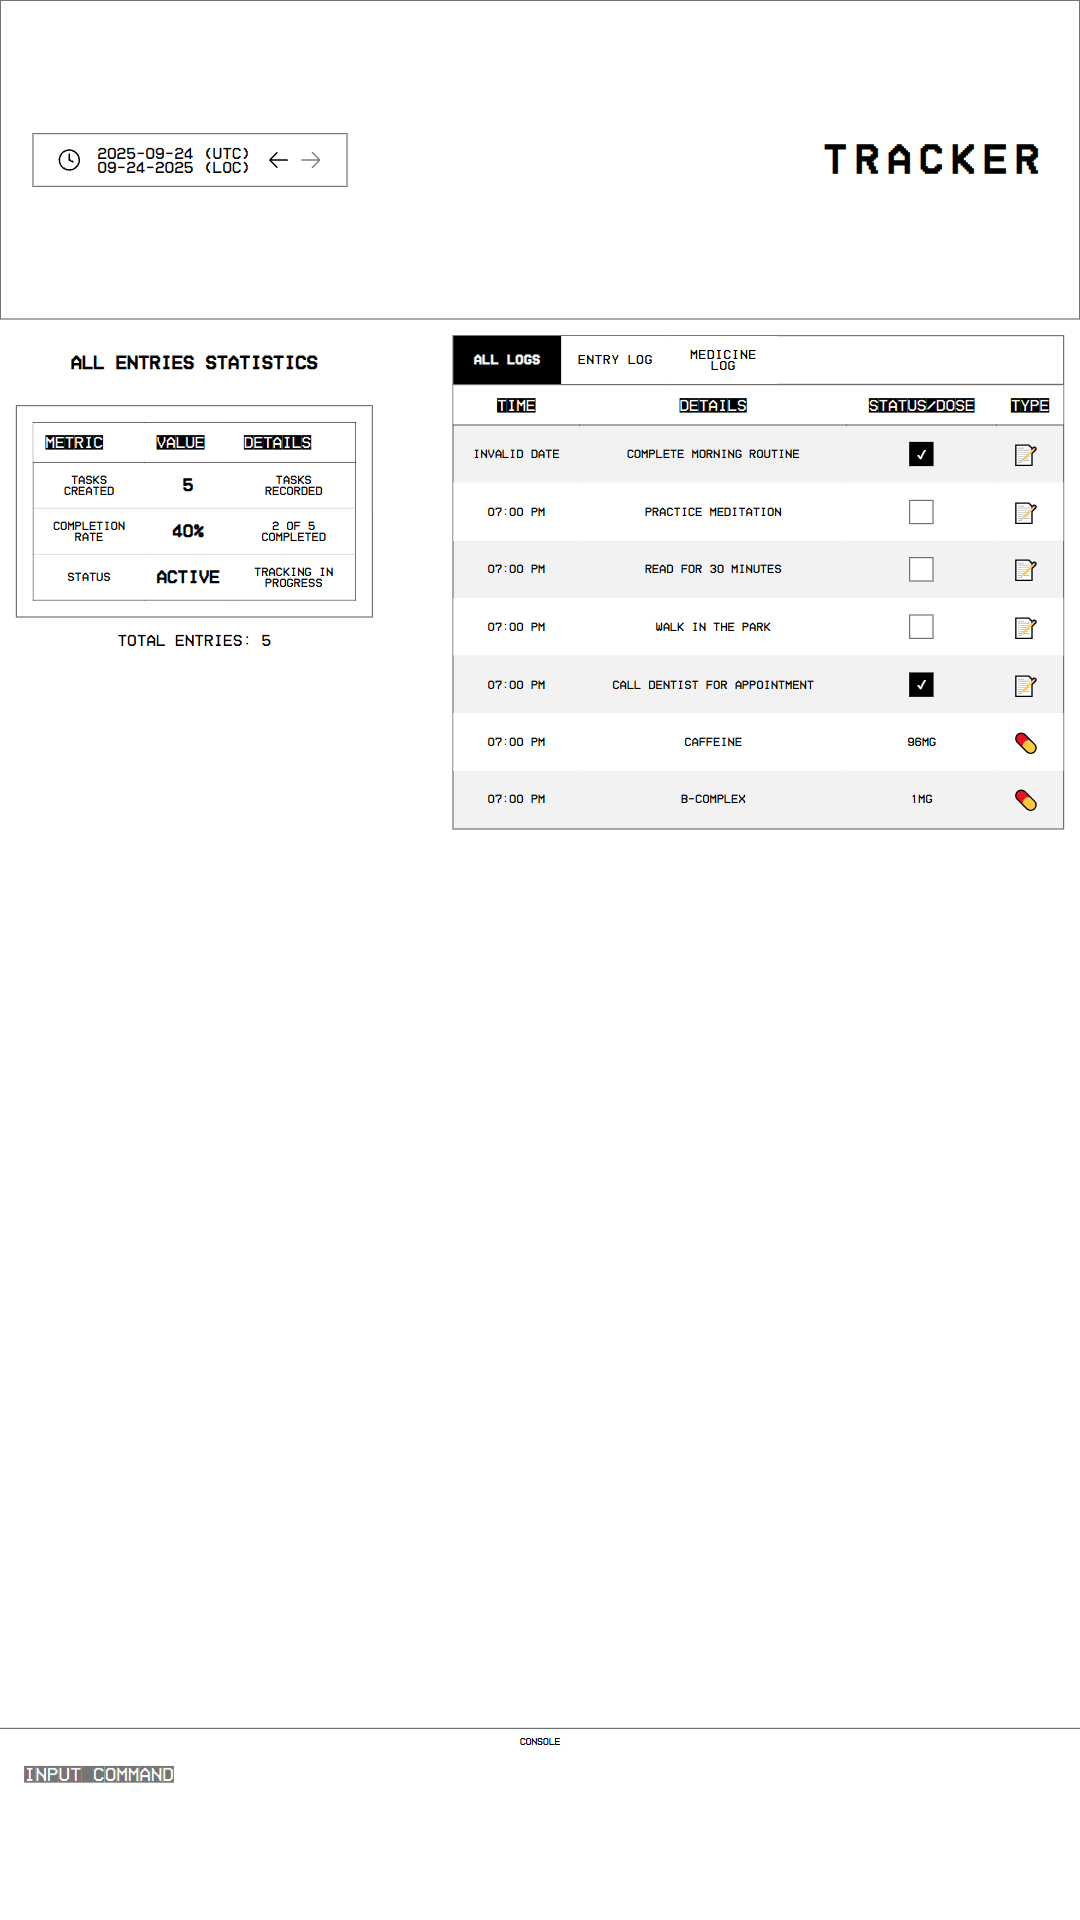 2025-09-24 (UTC)
09-24-2025 (LOC)
TRACKER
ALL ENTRIES STATISTICS
METRIC VALUE DETAILS
TASKS CREATED 5 TASKS RECORDED
COMPLETION RATE 40% 2 OF 5 COMPLETED
STATUS ACTIVE TRACKING IN PROGRESS
TOTAL ENTRIES: 5
ALL LOGS ENTRY LOG MEDICINE LOG
TIME DETAILS STATUS/DOSE TYPE
INVALID DATE COMPLETE MORNING ROUTINE
07:00 PM PRACTICE MEDITATION
07:00 PM READ FOR 30 MINUTES
07:00 PM WALK IN THE PARK
07:00 PM CALL DENTIST FOR APPOINTMENT
07:00 PM CAFFEINE 96MG
07:00 PM B-COMPLEX 1MG
CONSOLE
INPUT COMMAND